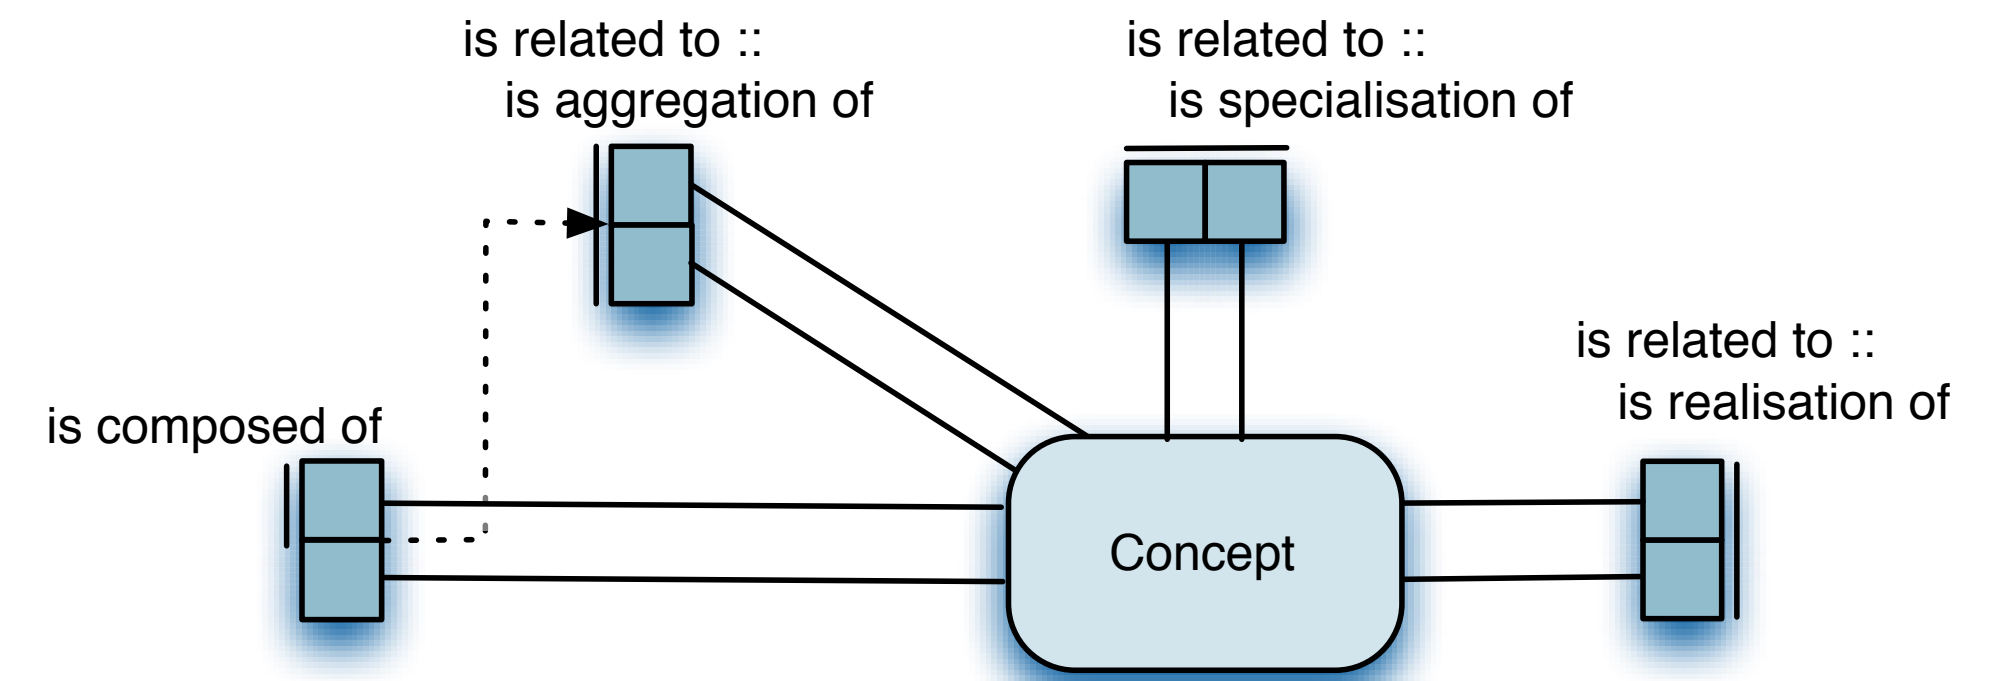 is related to ::
is aggregation of
is related to ::
is specialisation of
is related to ::
is realisation of
is composed of
Concept